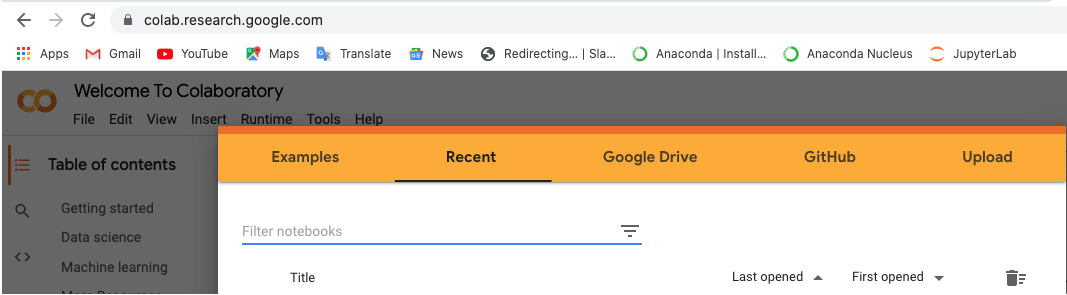 colab.research.google.com
Apps Gmail YouTube Maps Translate News Redirecting... | Sla... Anaconda | Install... Anaconda Nucleus JupyterLab
Welcome To Colaboratory
File Edit View Insert Runtime Tools Help
Examples Recent Google Drive GitHub Upload
Table of contents
Getting started
Filter notebooks
Data science
Machine learning
Title Last opened First opened
More Resources